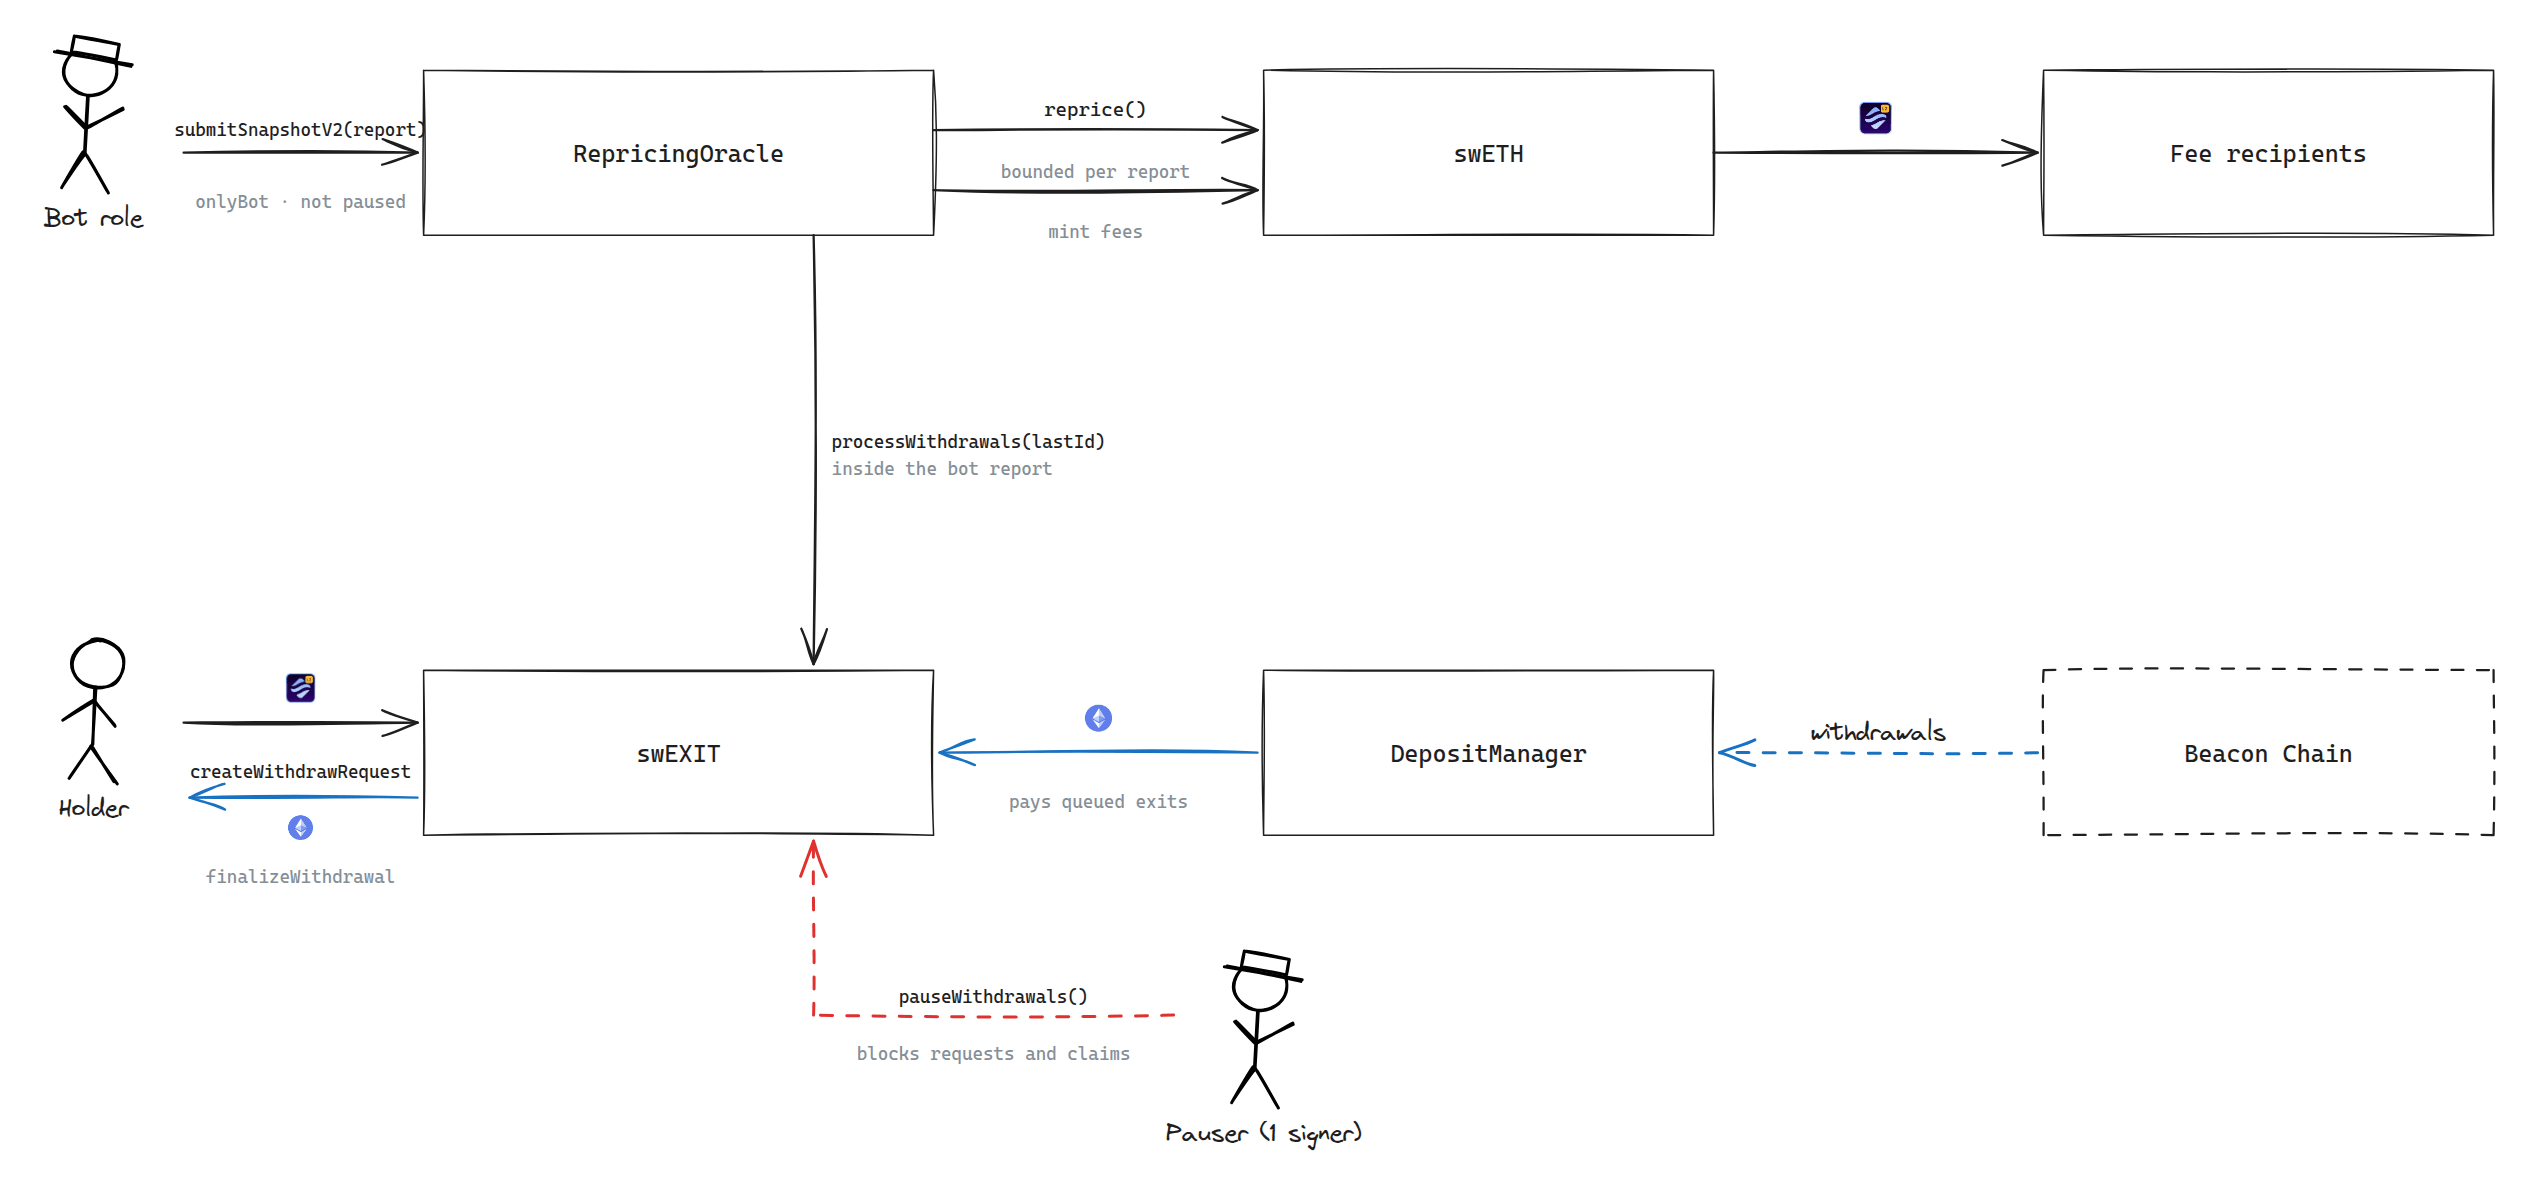 submitSnapshotV2(report)
onlyBot · not paused
Bot role
RepricingOracle
reprice()
bounded per report
mint fees
swETH
Fee recipients
processWithdrawals(lastId)
inside the bot report
Holder
createWithdrawRequest
finalizeWithdrawal
swEXIT
pays queued exits
DepositManager
withdrawals
Beacon Chain
pauseWithdrawals()
blocks requests and claims
Pauser (1 signer)